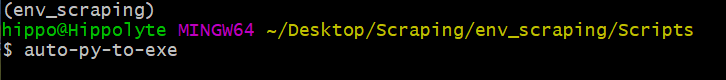 (env_scraping)
hippo@Hippolyte MINGW64 ~/Desktop/Scraping/env_scraping/Scripts
$ auto-py-to-exe